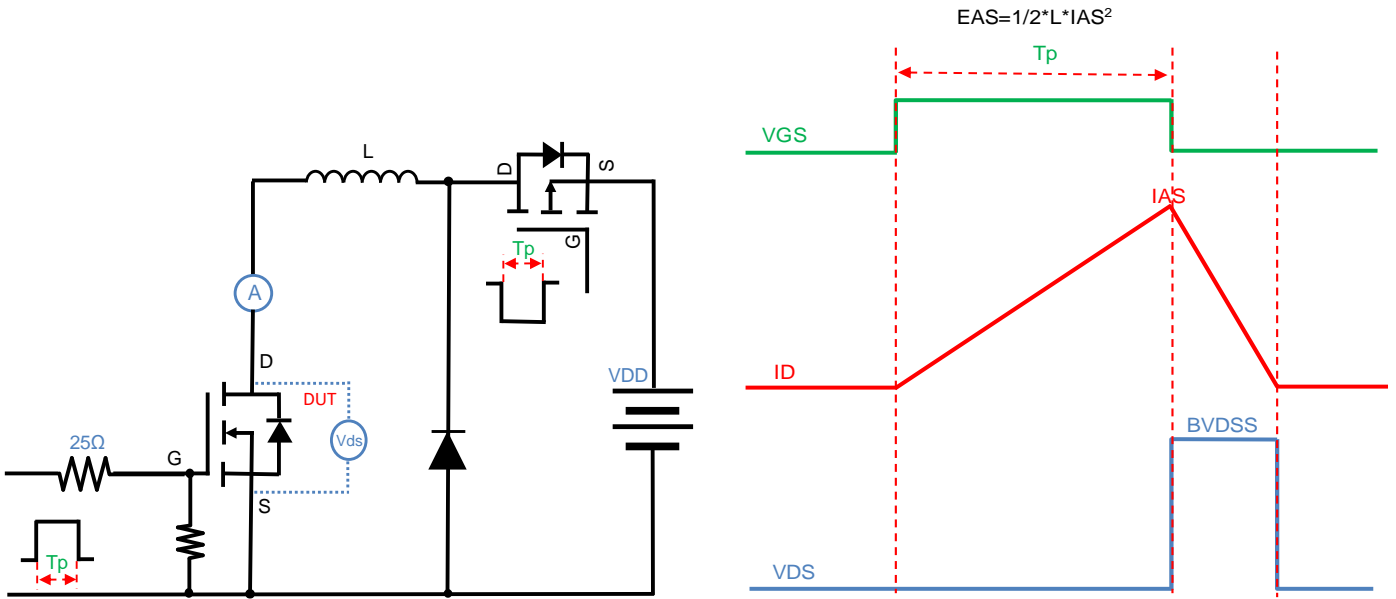 EAS=1/2*L*IAS²
Tp
VGS
L
D
S
G
Tp
IAS
A
D
VDD
DUT
ID
Vds
25Ω
G
BVDSS
S
Tp
VDS